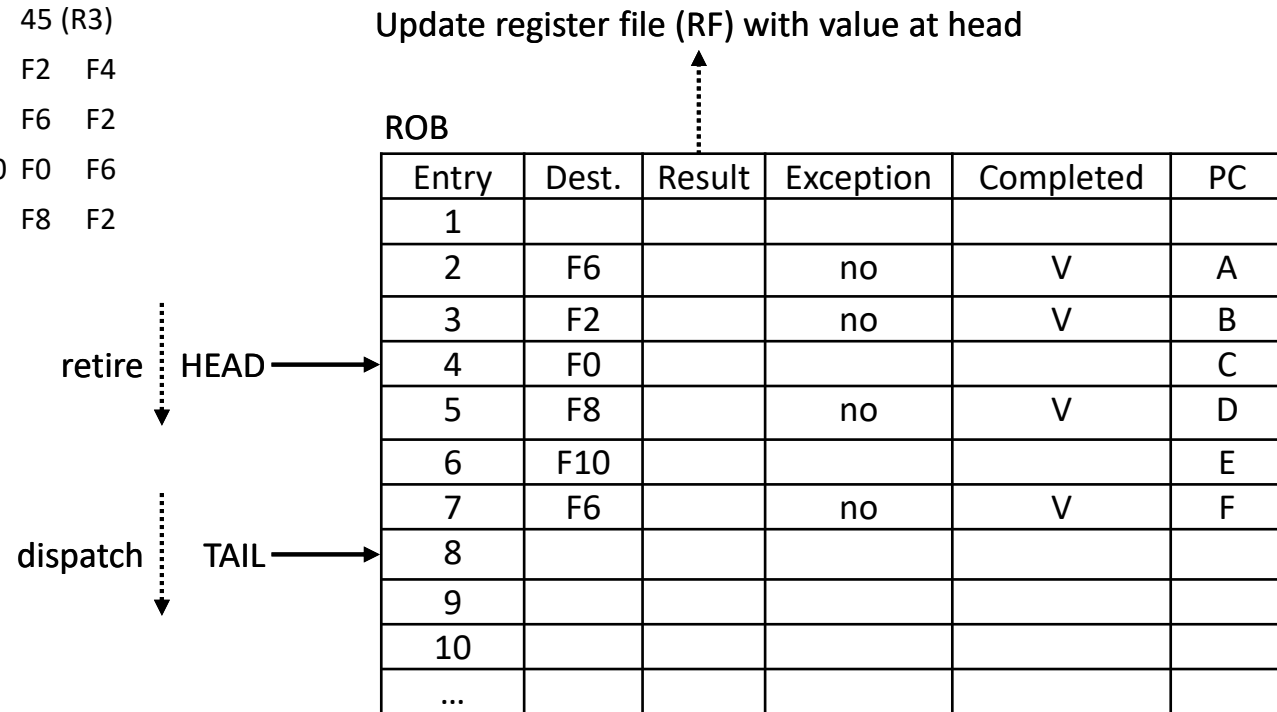 45 (R3)
F2 F4
F6 F2
0 F0 F6
F8 F2
Update register file (RF) with value at head
ROB
Entry Dest. Result Exception Completed PC
1
2 F6 no V A
3 F2 no V B
retire HEAD 4 F0 C
5 F8 no V D
6 F10 E
7 F6 no V F
dispatch TAIL 8
9
10
...